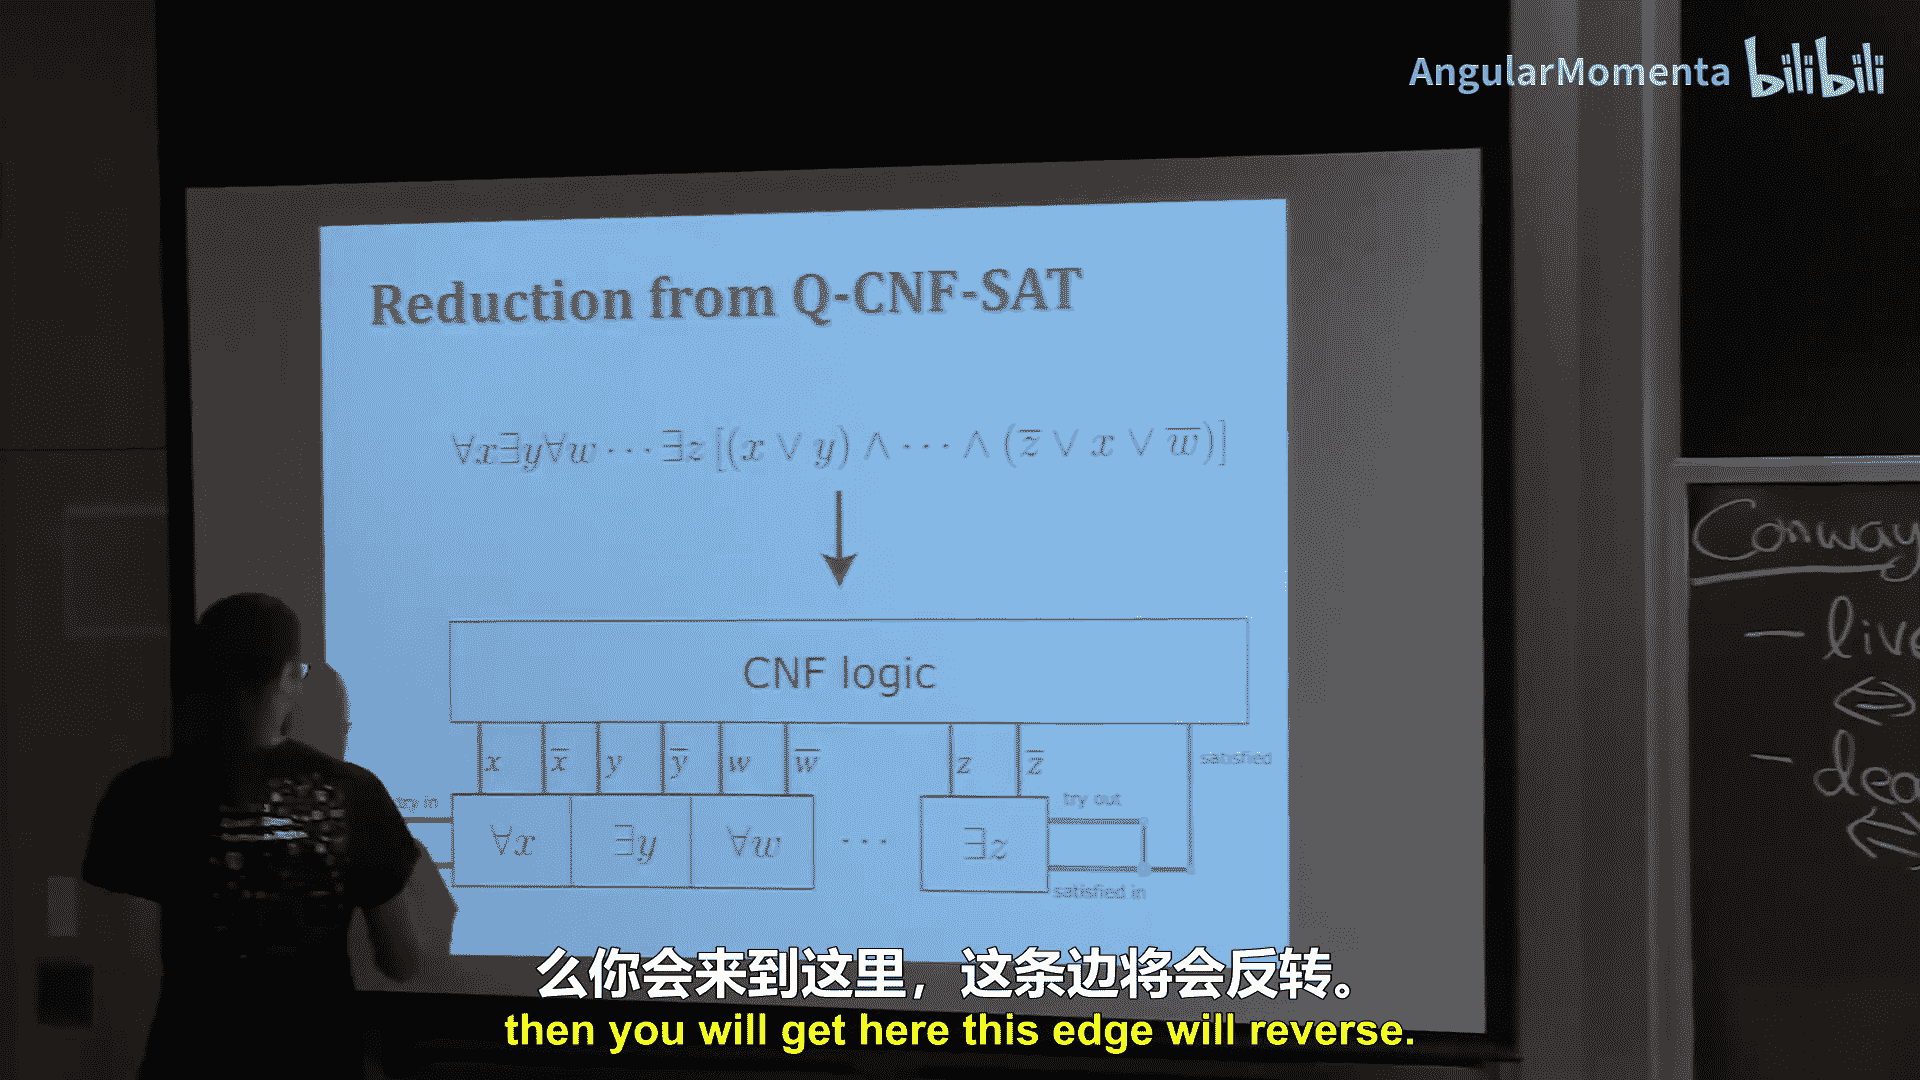 AngularMomenta bilibili
Reduction from Q-CNF-SAT
∀x∃y∀w ⋯ ∃z [(x ∨ y) ∧ ⋯ ∧ (z̅ ∨ x ∨ w̅)]
CNF logic
x x̅ y y̅ w w̅ z z̅ satisfied
try in
try out
∀x ∃y ∀w ⋯ ∃z
satisfied in
Conway
– live
⇔
– dea
么你会来到这里，这条边将会反转。
then you will get here this edge will reverse.